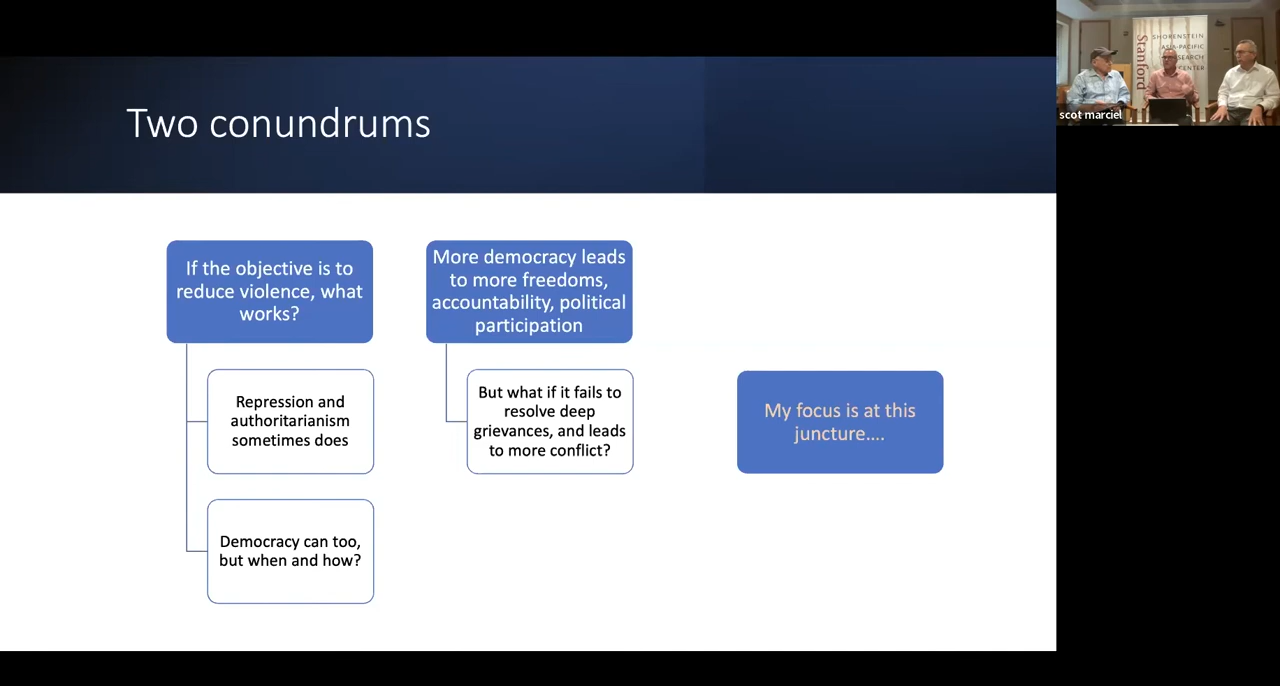 Two conundrums
If the objective is to
reduce violence, what
works?
Repression and
authoritarianism
sometimes does
Democracy can too,
but when and how?
More democracy leads
to more freedoms,
accountability, political
participation
But what if it fails to
resolve deep
grievances, and leads
to more conflict?
My focus is at this
juncture....
Stanford
SHORENSTEIN
ASIA-PACIFIC
RESEARCH
CENTER
scot marciel